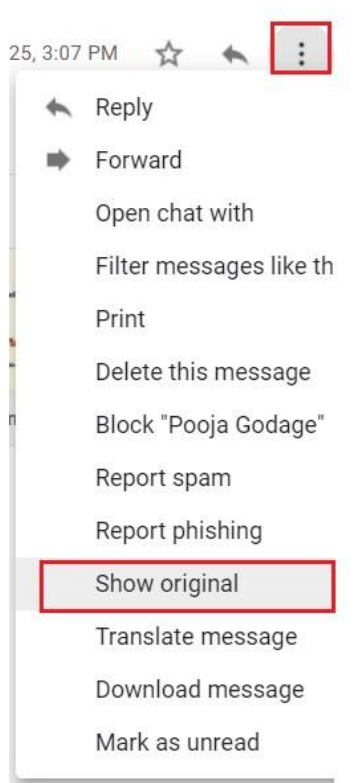 25, 3:07 PM
Reply
Forward
Open chat with
Filter messages like th
Print
Delete this message
Block "Pooja Godage"
Report spam
Report phishing
Show original
Translate message
Download message
Mark as unread